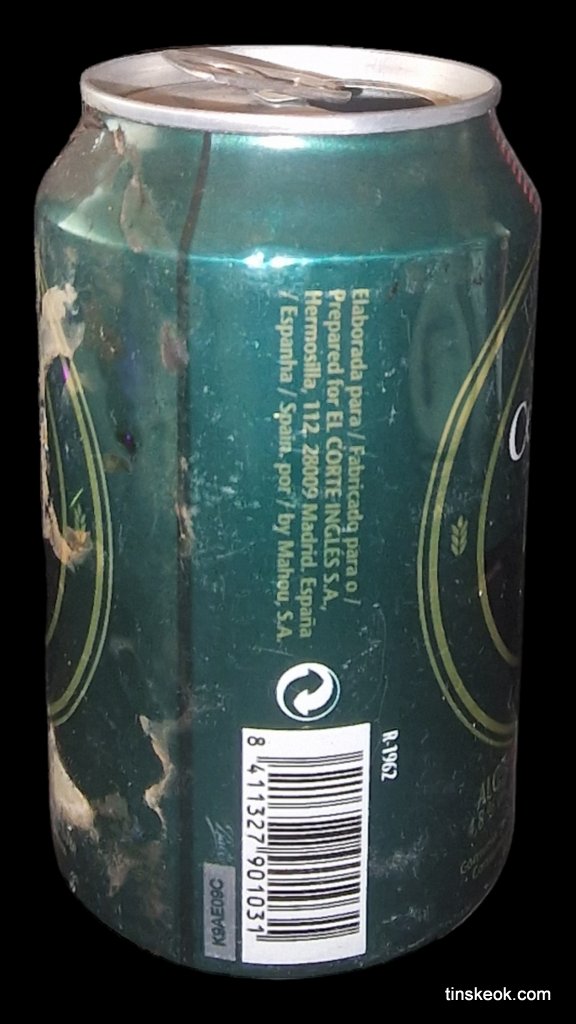 Elaborada para / Fabricado para o /
Prepared for EL CORTE INGLÉS S.A.,
Hermosilla, 112, 28009 Madrid. España
/ Espanha / Spain. por / by Mahou, S.A.
R-1962
8 411327 901031
K9AE09C
tinskeok.com